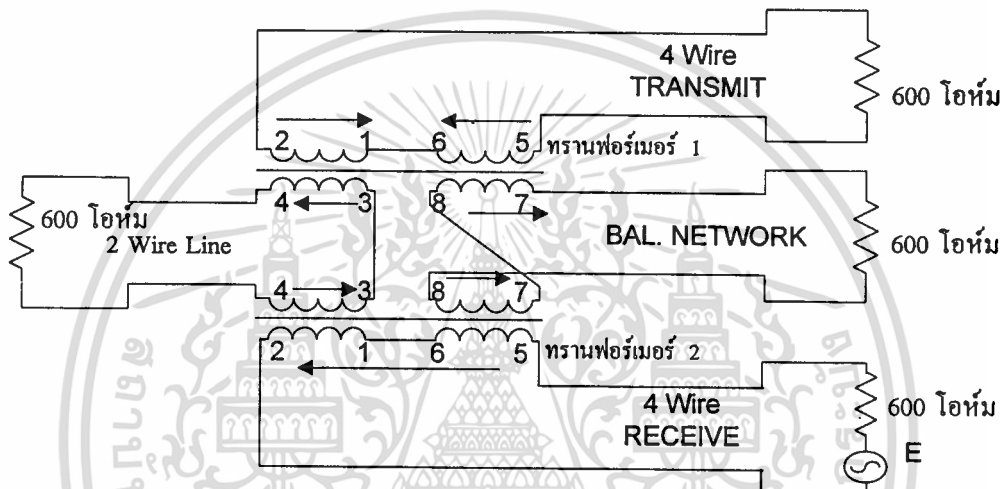 4 Wire
TRANSMIT
600 โอห์ม
2 1 6 5 ทรานฟอร์เมอร์ 1
4 3 8 7
600 โอห์ม
2 Wire Line
BAL. NETWORK
600 โอห์ม
4 3 8 7
2 1 6 5 ทรานฟอร์เมอร์ 2
4 Wire
RECEIVE
600 โอห์ม
E